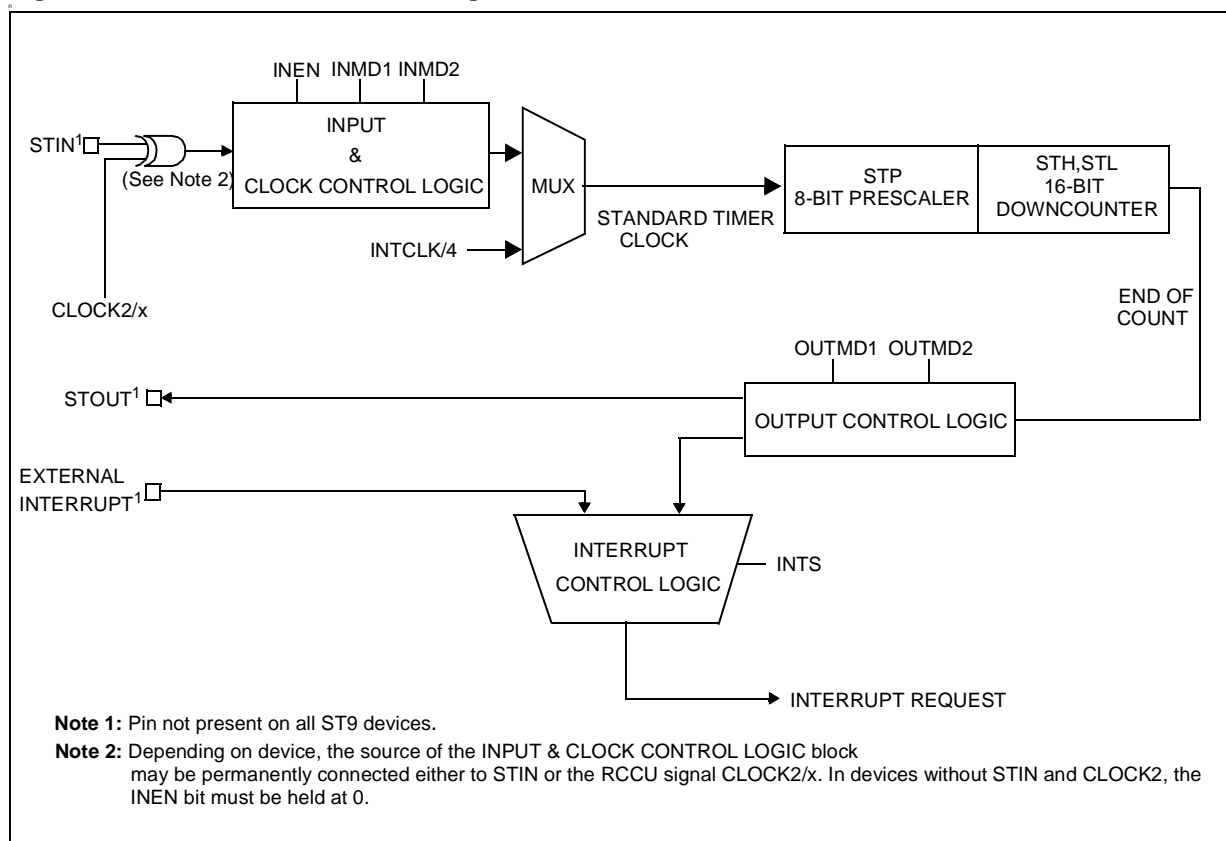 INEN INMD1 INMD2
STIN1
(See Note 2)
INPUT
&
CLOCK CONTROL LOGIC
MUX
INTCLK/4
CLOCK2/x
STANDARD TIMER
CLOCK
STP
8-BIT PRESCALER
STH,STL
16-BIT
DOWNCOUNTER
END OF
COUNT
OUTMD1 OUTMD2
STOUT1
OUTPUT CONTROL LOGIC
EXTERNAL
INTERRUPT1
INTERRUPT
CONTROL LOGIC
INTS
INTERRUPT REQUEST
Note 1: Pin not present on all ST9 devices.
Note 2: Depending on device, the source of the INPUT & CLOCK CONTROL LOGIC block
may be permanently connected either to STIN or the RCCU signal CLOCK2/x. In devices without STIN and CLOCK2, the
INEN bit must be held at 0.